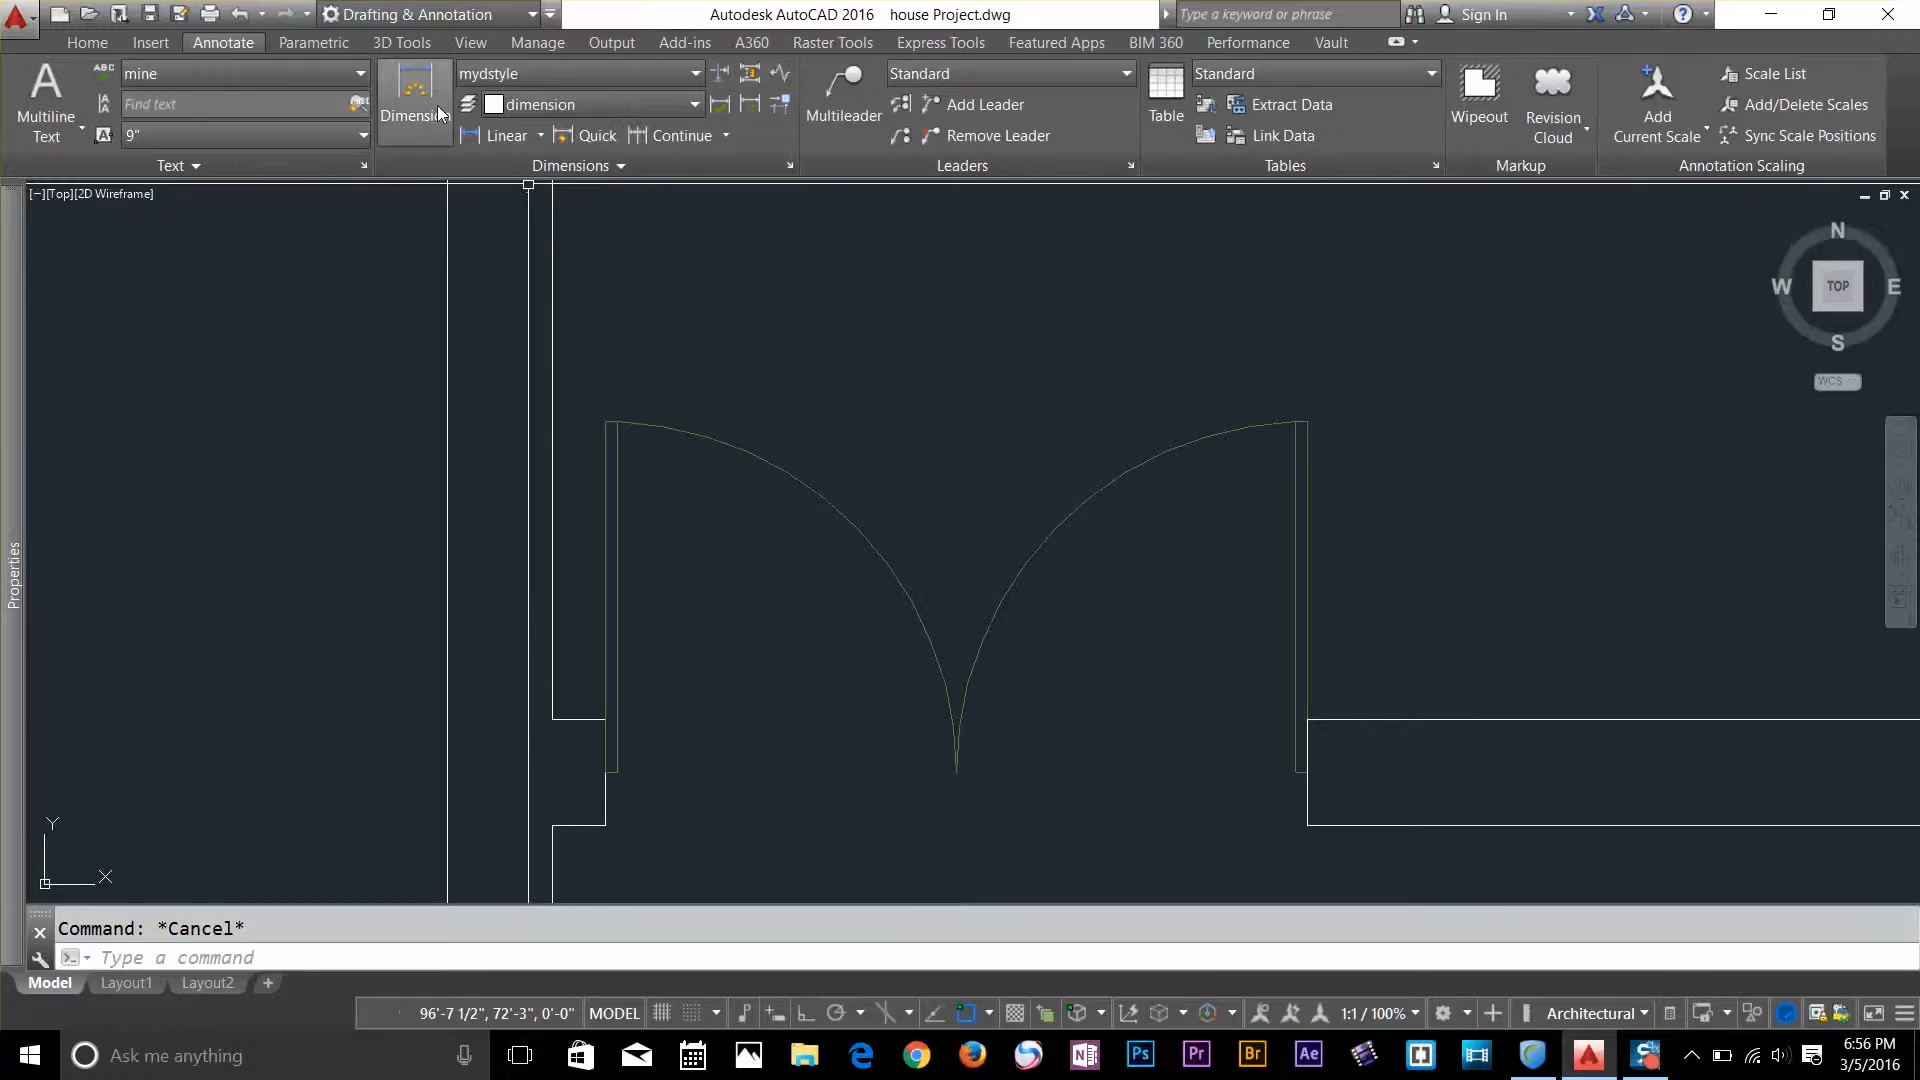 Drafting & Annotation
Autodesk AutoCAD 2016 house Project.dwg
Type a keyword or phrase
Sign In
Home Insert Annotate Parametric 3D Tools View Manage Output Add-ins A360 Raster Tools Express Tools Featured Apps BIM 360 Performance Vault
Multiline Text
mine
Find text
9"
Text
Dimension
mydstyle
dimension
Linear Quick Continue
Dimensions
Multileader
Standard
Add Leader
Remove Leader
Leaders
Table
Standard
Extract Data
Link Data
Tables
Wipeout
Revision Cloud
Markup
Add Current Scale
Scale List
Add/Delete Scales
Sync Scale Positions
Annotation Scaling
[−][Top][2D Wireframe]
N
W TOP E
S
WCS
Properties
Y
X
Command: *Cancel*
Type a command
Model Layout1 Layout2 +
96'-7 1/2", 72'-3", 0'-0" MODEL 1:1 / 100% Architectural
Ask me anything
Ps Pr Br Ae
6:56 PM
3/5/2016